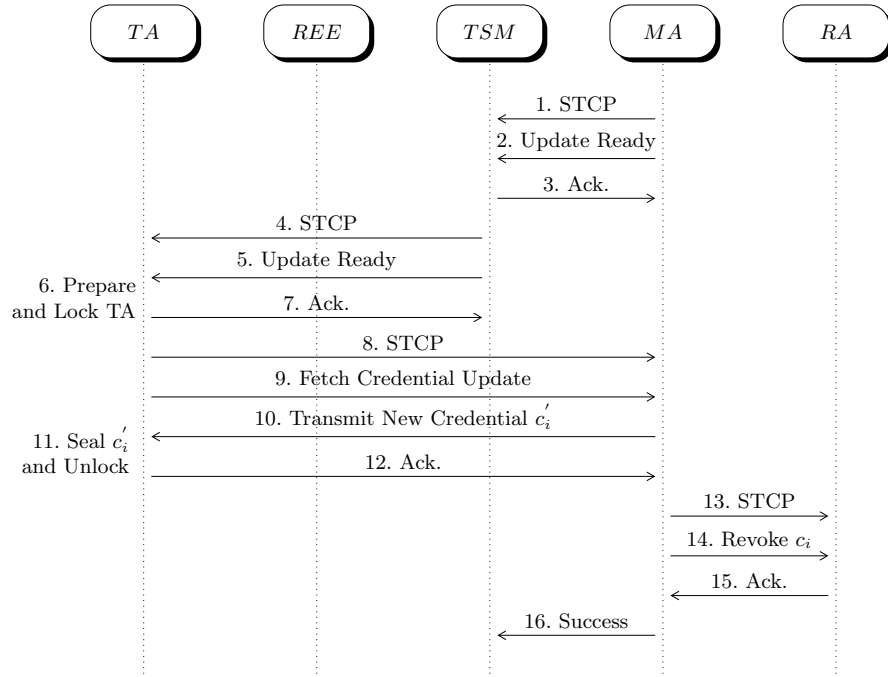 TA REE TSM MA RA
1. STCP
2. Update Ready
3. Ack.
4. STCP
5. Update Ready
6. Prepare
and Lock TA
7. Ack.
8. STCP
9. Fetch Credential Update
10. Transmit New Credential c_i'
11. Seal c_i'
and Unlock
12. Ack.
13. STCP
14. Revoke c_i
15. Ack.
16. Success